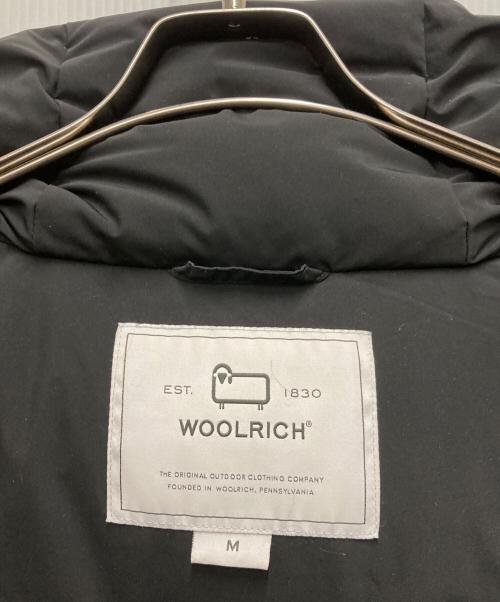 EST. 1830
WOOLRICH®
THE ORIGINAL OUTDOOR CLOTHING COMPANY
FOUNDED IN WOOLRICH, PENNSYLVANIA
M